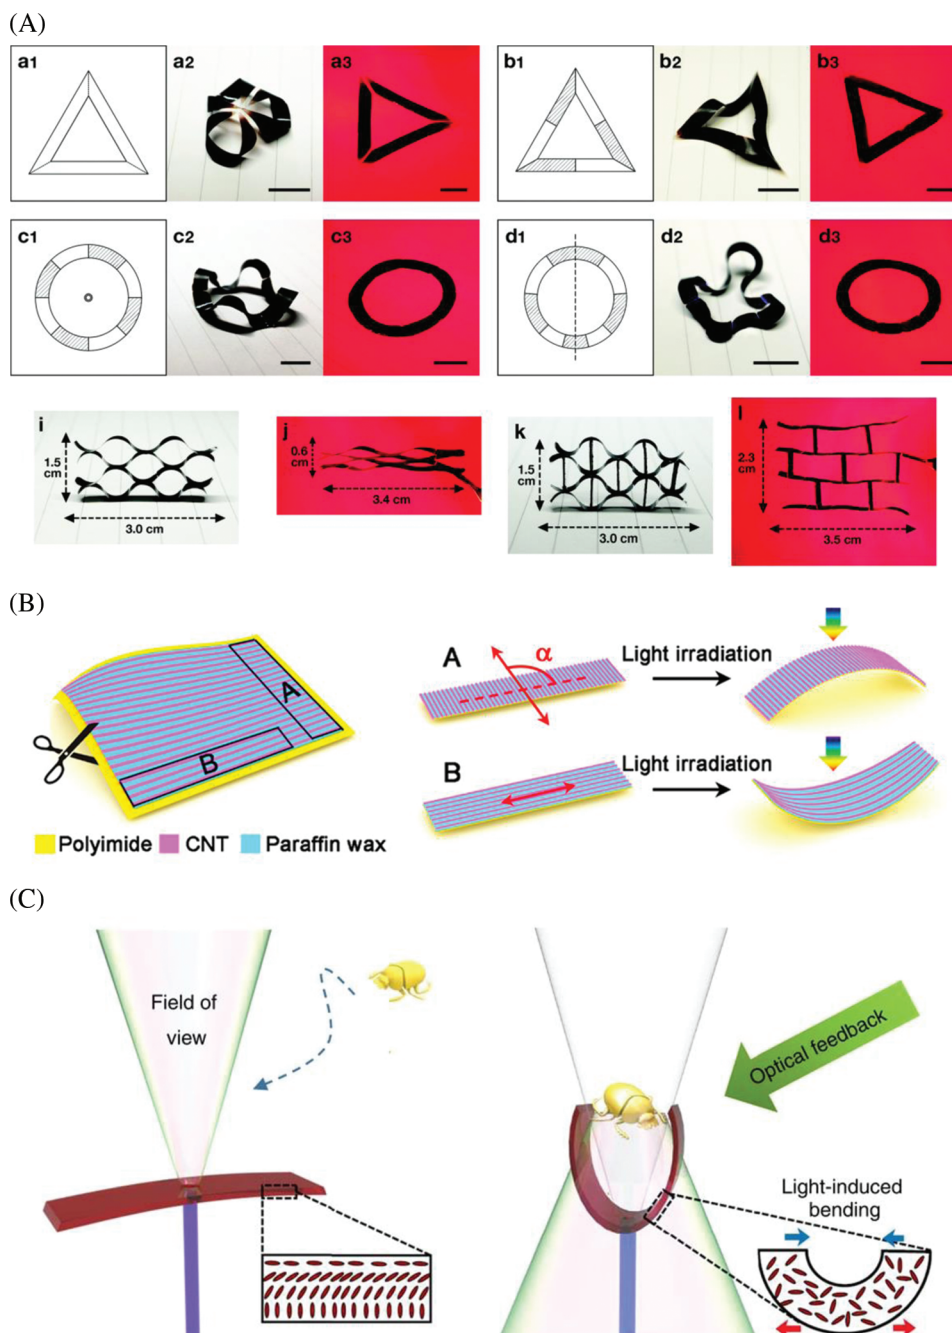 (A)
a1
a2
a3
b1
b2
b3
c1
c2
c3
d1
d2
d3
i
1.5
cm
3.0 cm
j
0.6
cm
3.4 cm
k
1.5
cm
3.0 cm
l
2.3
cm
3.5 cm
(B)
A
B
Polyimide CNT Paraffin wax
A
α
Light irradiation
B
Light irradiation
(C)
Field of
view
Optical feedback
Light-induced
bending